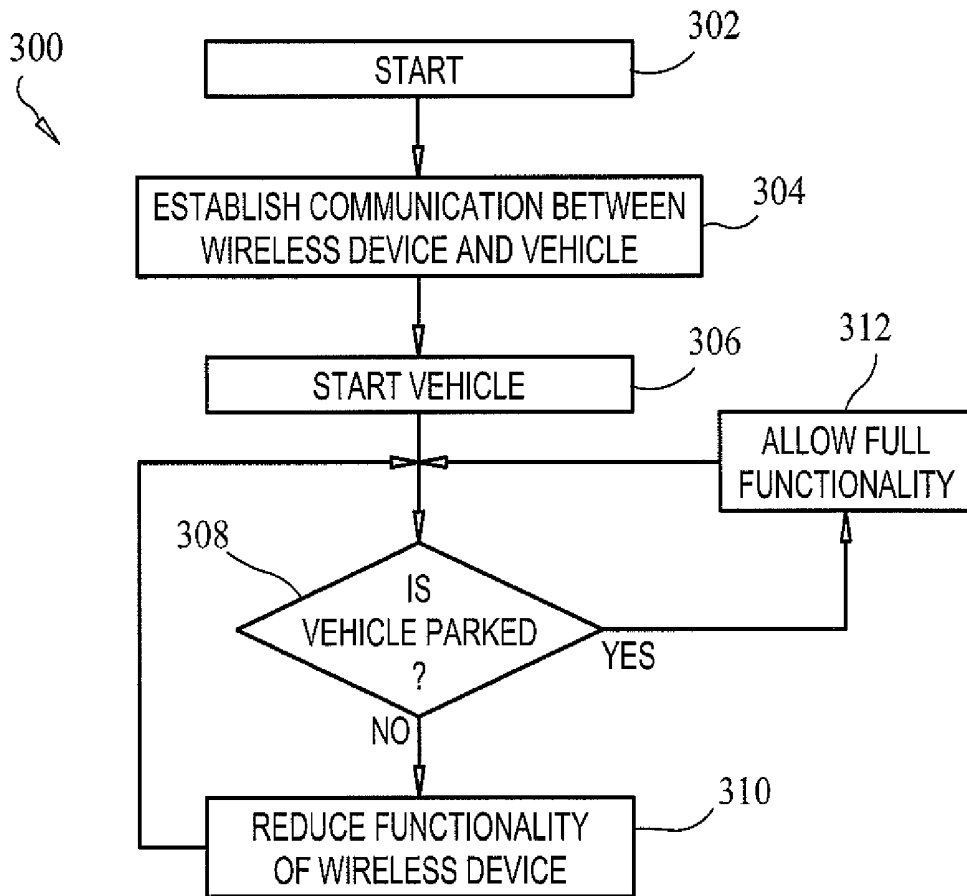 300
302
START
ESTABLISH COMMUNICATION BETWEEN
WIRELESS DEVICE AND VEHICLE
304
306
START VEHICLE
312
ALLOW FULL
FUNCTIONALITY
308
IS
VEHICLE PARKED
?
YES
NO
310
REDUCE FUNCTIONALITY
OF WIRELESS DEVICE